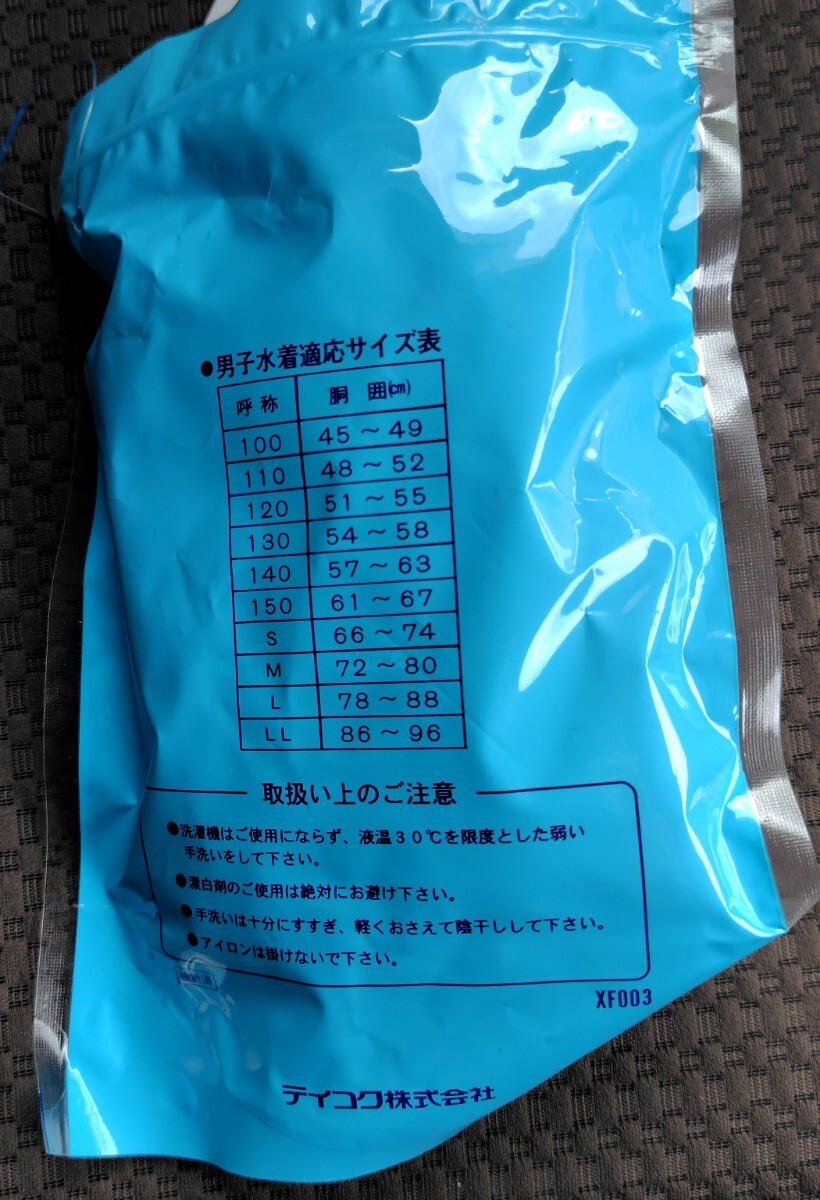 ●男子水着適応サイズ表
呼称 胴囲(cm)
100 45～49
110 48～52
120 51～55
130 54～58
140 57～63
150 61～67
S 66～74
M 72～80
L 78～88
LL 86～96
取扱い上のご注意
●洗濯機はご使用にならず、液温30℃を限度とした弱い
手洗いをして下さい。
●漂白剤のご使用は絶対にお避け下さい。
●手洗いは十分にすすぎ、軽くおさえて陰干しして下さい。
●アイロンは掛けないで下さい。
検針済
XF003
テイコク株式会社